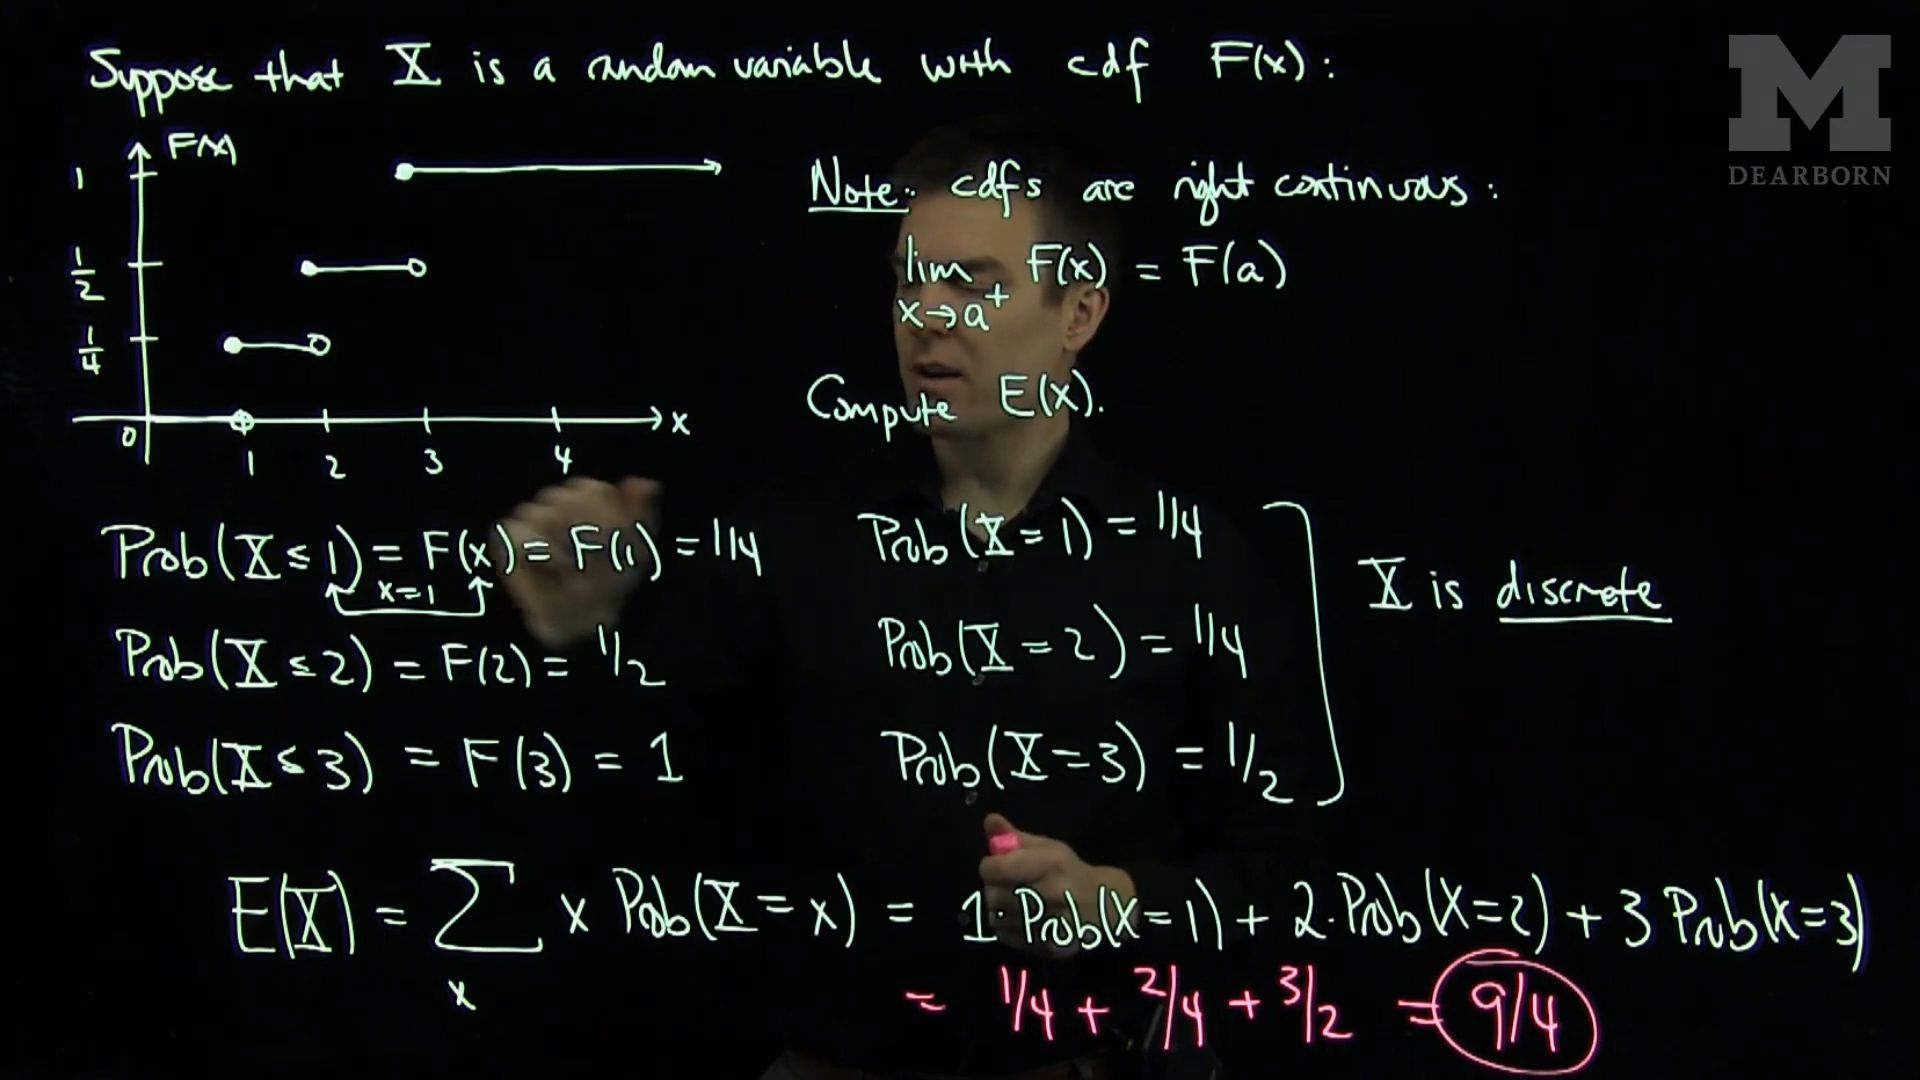 Suppose that X is a random variable with cdf F(x):
M
DEARBORN
F(x)
1
1/2
1/4
0 1 2 3 4 x
Note: cdfs are right continuous:
lim F(x) = F(a)
x→a⁺
Compute E(X).
Prob(X ≤ 1) = F(x) = F(1) = 1/4
x=1
Prob(X ≤ 2) = F(2) = 1/2
Prob(X ≤ 3) = F(3) = 1
Prob(X = 1) = 1/4
Prob(X = 2) = 1/4
Prob(X = 3) = 1/2
X is discrete
E(X) = ∑ x Prob(X = x) = 1·Prob(X=1) + 2·Prob(X=2) + 3 Prob(X=3)
x
= 1/4 + 2/4 + 3/2 = 9/4